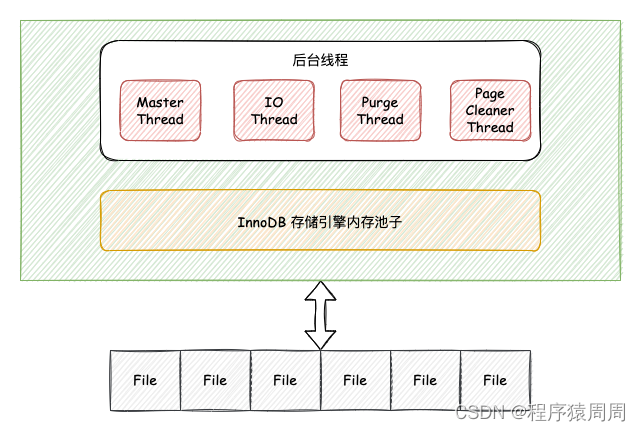 后台线程
Master
Thread
IO
Thread
Purge
Thread
Page
Cleaner
Thread
InnoDB 存储引擎内存池子
File File File File File File
CSDN @程序猿周周